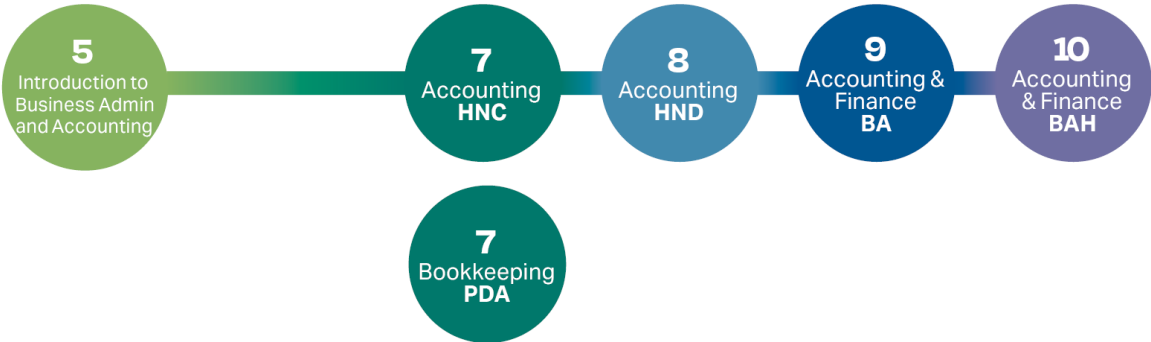 5
Introduction to
Business Admin
and Accounting
7
Accounting
HNC
8
Accounting
HND
9
Accounting &
Finance
BA
10
Accounting
& Finance
BAH
7
Bookkeeping
PDA